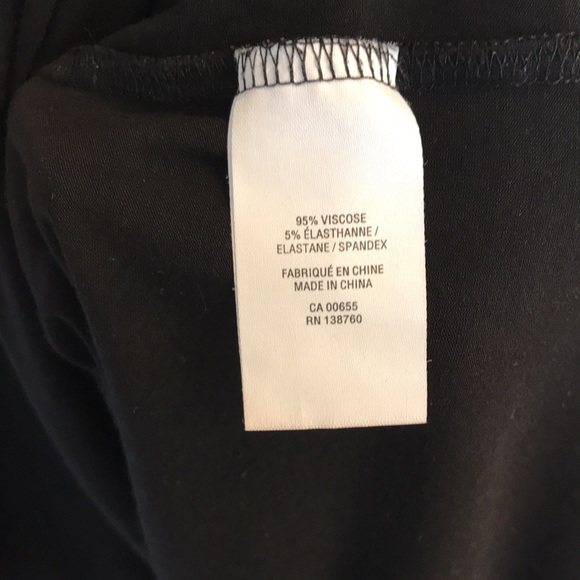 95% VISCOSE
5% ÉLASTHANNE /
ELASTANE / SPANDEX
FABRIQUÉ EN CHINE
MADE IN CHINA
CA 00655
RN 138760